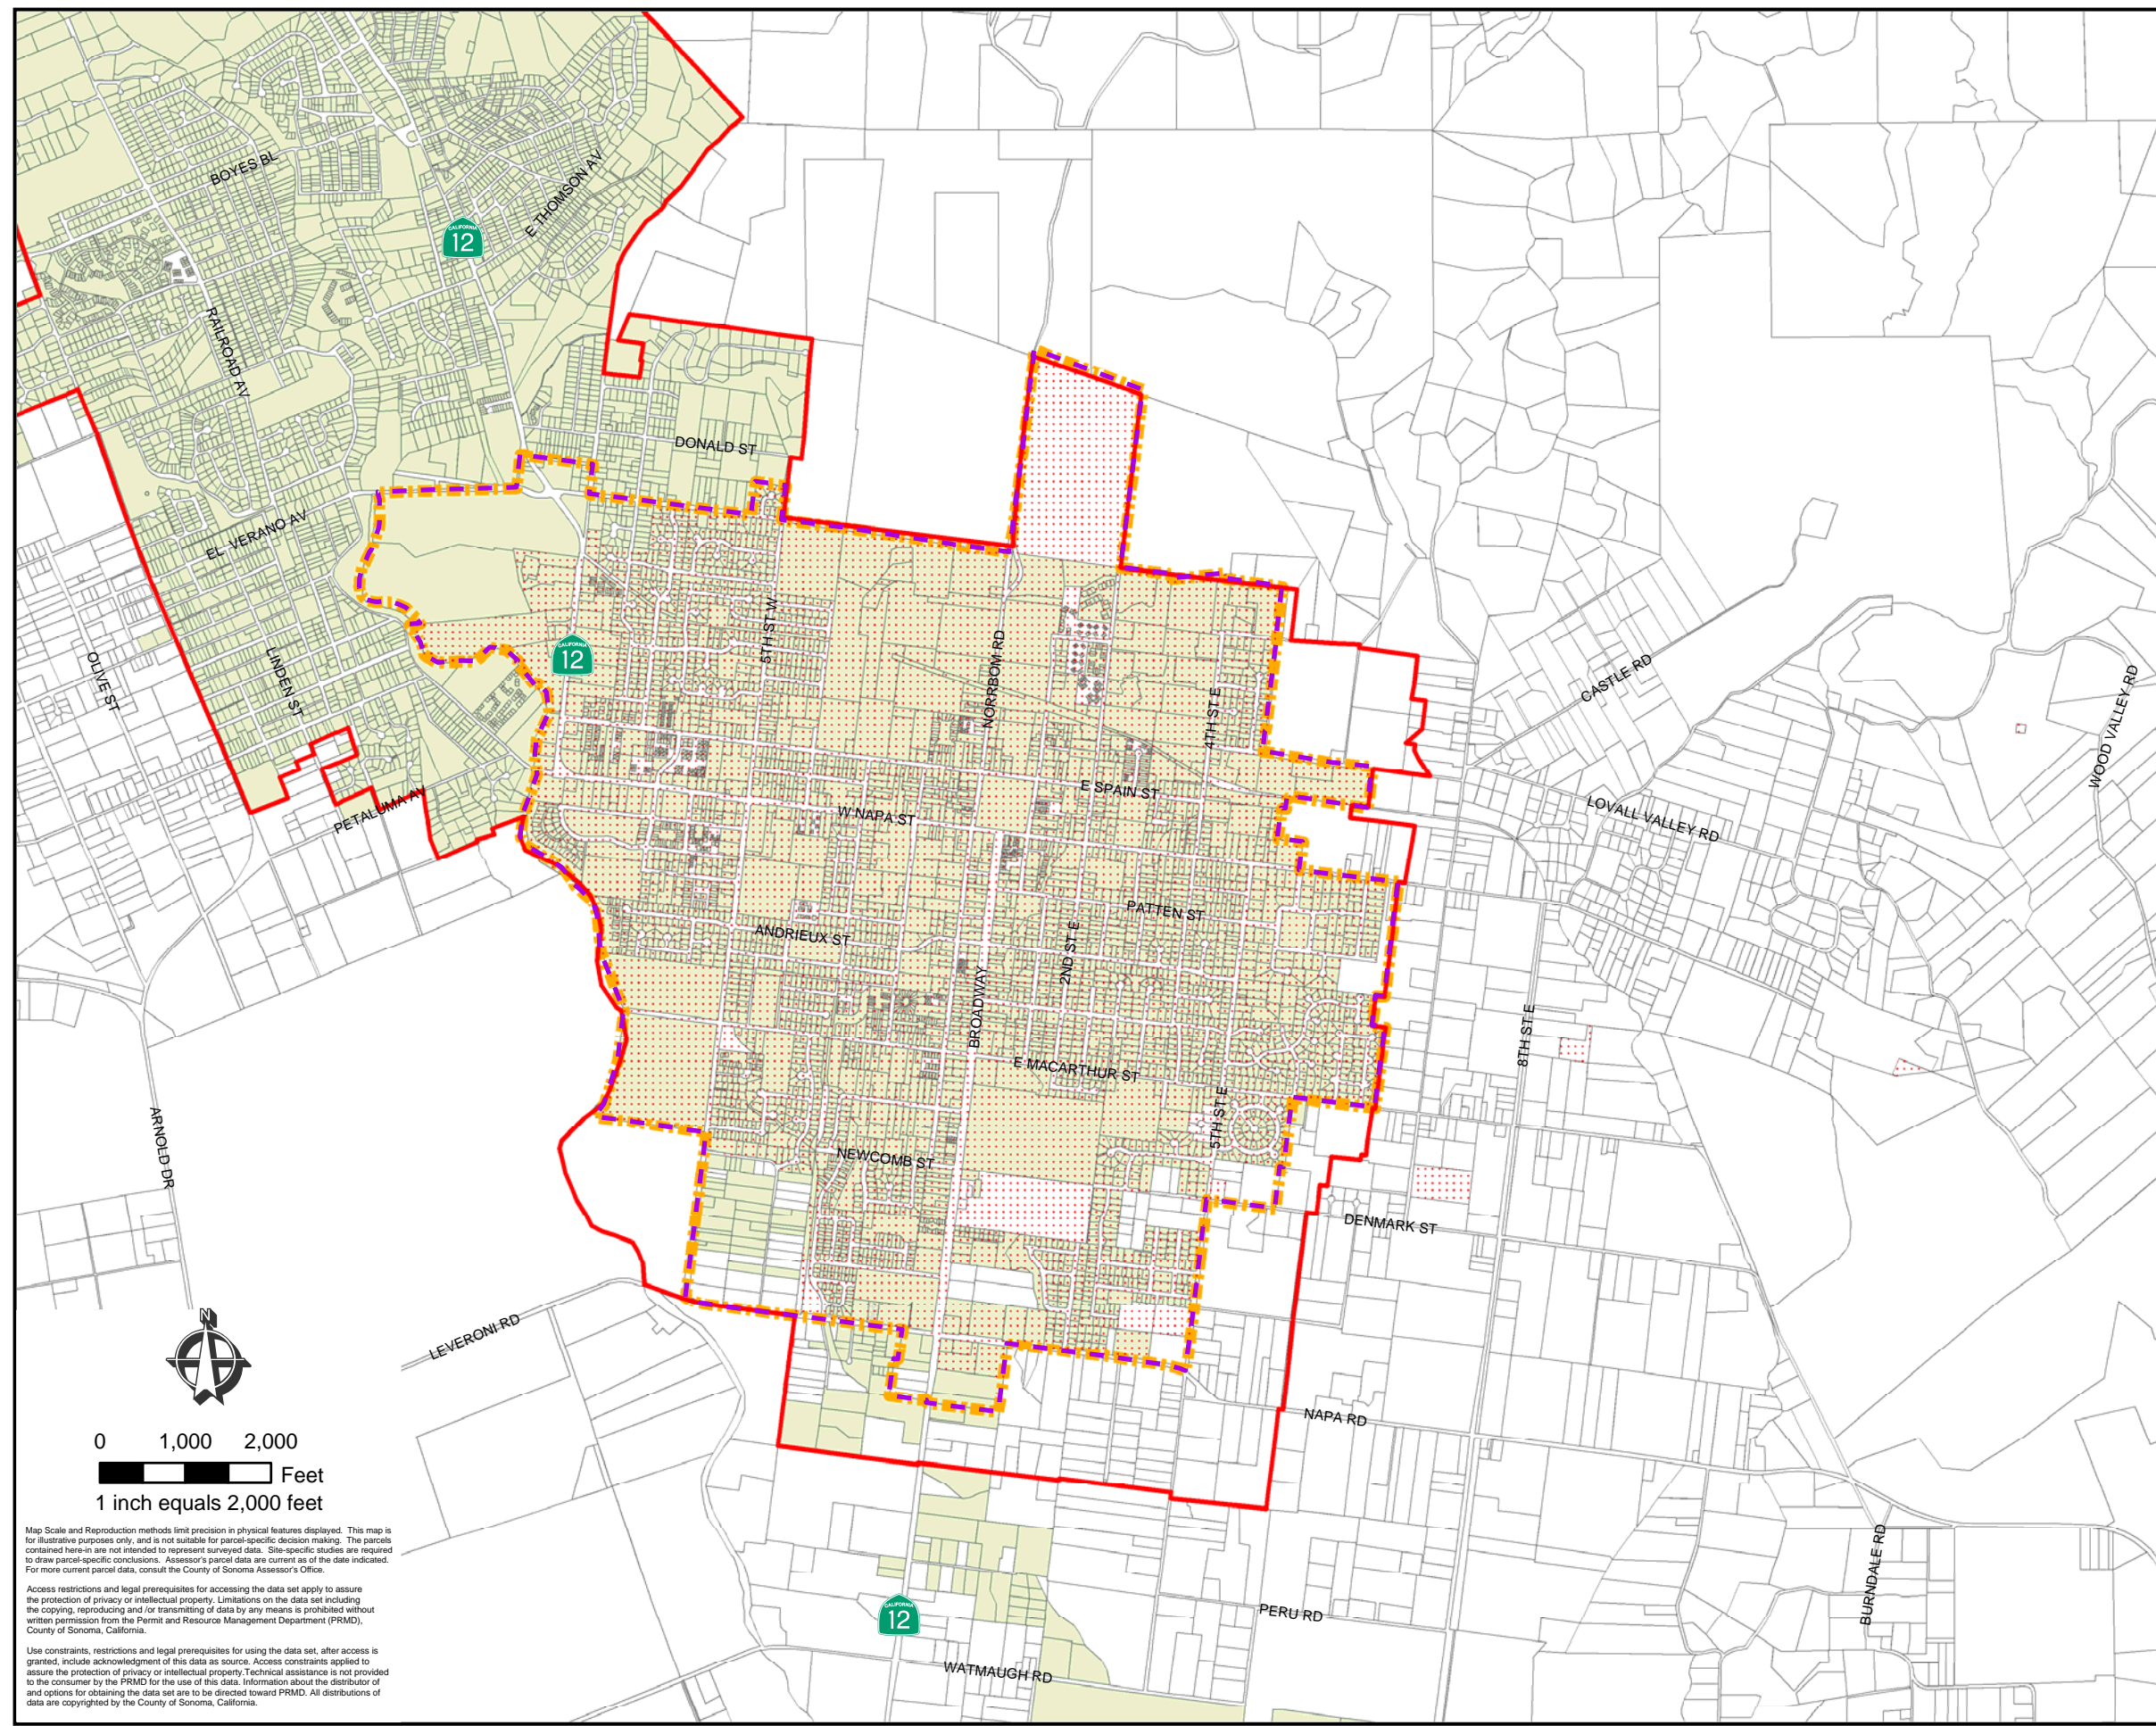 BOYES BL
E THOMSON AV
CALIFORNIA
12
RAILROAD AV
DONALD ST
EL VERANO AV
5TH ST W
CALIFORNIA
12
NORRBOM RD
OLIVE ST
LINDEN ST
4TH ST E
CASTLE RD
WOOD VALLEY RD
E SPAIN ST
W NAPA ST
LOVALL VALLEY RD
PETALUMA AV
PATTEN ST
ANDRIEUX ST
2ND ST E
BROADWAY
8TH ST E
E MACARTHUR ST
5TH ST E
ARNOLD DR
NEWCOMB ST
DENMARK ST
LEVERONI RD
N
NAPA RD
0 1,000 2,000
Feet
1 inch equals 2,000 feet
Map Scale and Reproduction methods limit precision in physical features displayed. This map is
for illustrative purposes only, and is not suitable for parcel-specific decision making. The parcels
contained here-in are not intended to represent surveyed data. Site-specific studies are required
to draw parcel-specific conclusions. Assessor's parcel data are current as of the date indicated.
For more current parcel data, consult the County of Sonoma Assessor's Office.
Access restrictions and legal prerequisites for accessing the data set apply to assure
the protection of privacy or intellectual property. Limitations on the data set including
the copying, reproducing and /or transmitting of data by any means is prohibited without
written permission from the Permit and Resource Management Department (PRMD),
County of Sonoma, California.
Use constraints, restrictions and legal prerequisites for using the data set, after access is
granted, include acknowledgment of this data as source. Access constraints applied to
assure the protection of privacy or intellectual property.Technical assistance is not provided
to the consumer by the PRMD for the use of this data. Information about the distributor of
and options for obtaining the data set are to be directed toward PRMD. All distributions of
data are copyrighted by the County of Sonoma, California.
BURNDALE RD
CALIFORNIA
12
PERU RD
WATMAUGH RD